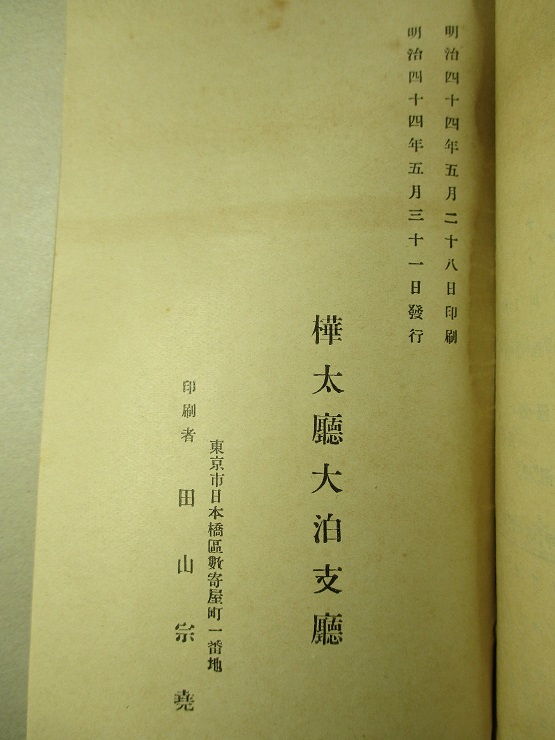 明治四十四年五月二十八日印刷
明治四十四年五月三十一日發行
樺太廳大泊支廳
東京市日本橋區數寄屋町一番地
印刷者 田山宗堯